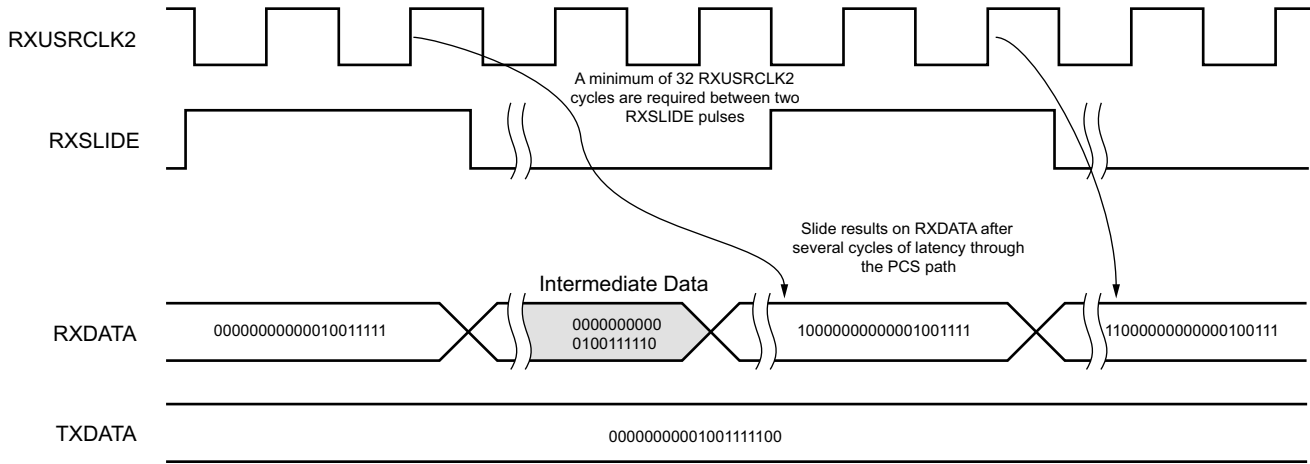 RXUSRCLK2
A minimum of 32 RXUSRCLK2
cycles are required between two
RXSLIDE pulses
RXSLIDE
Slide results on RXDATA after
several cycles of latency through
the PCS path
Intermediate Data
RXDATA
00000000000010011111
0000000000
0100111110
10000000000001001111
11000000000000100111
TXDATA
00000000001001111100